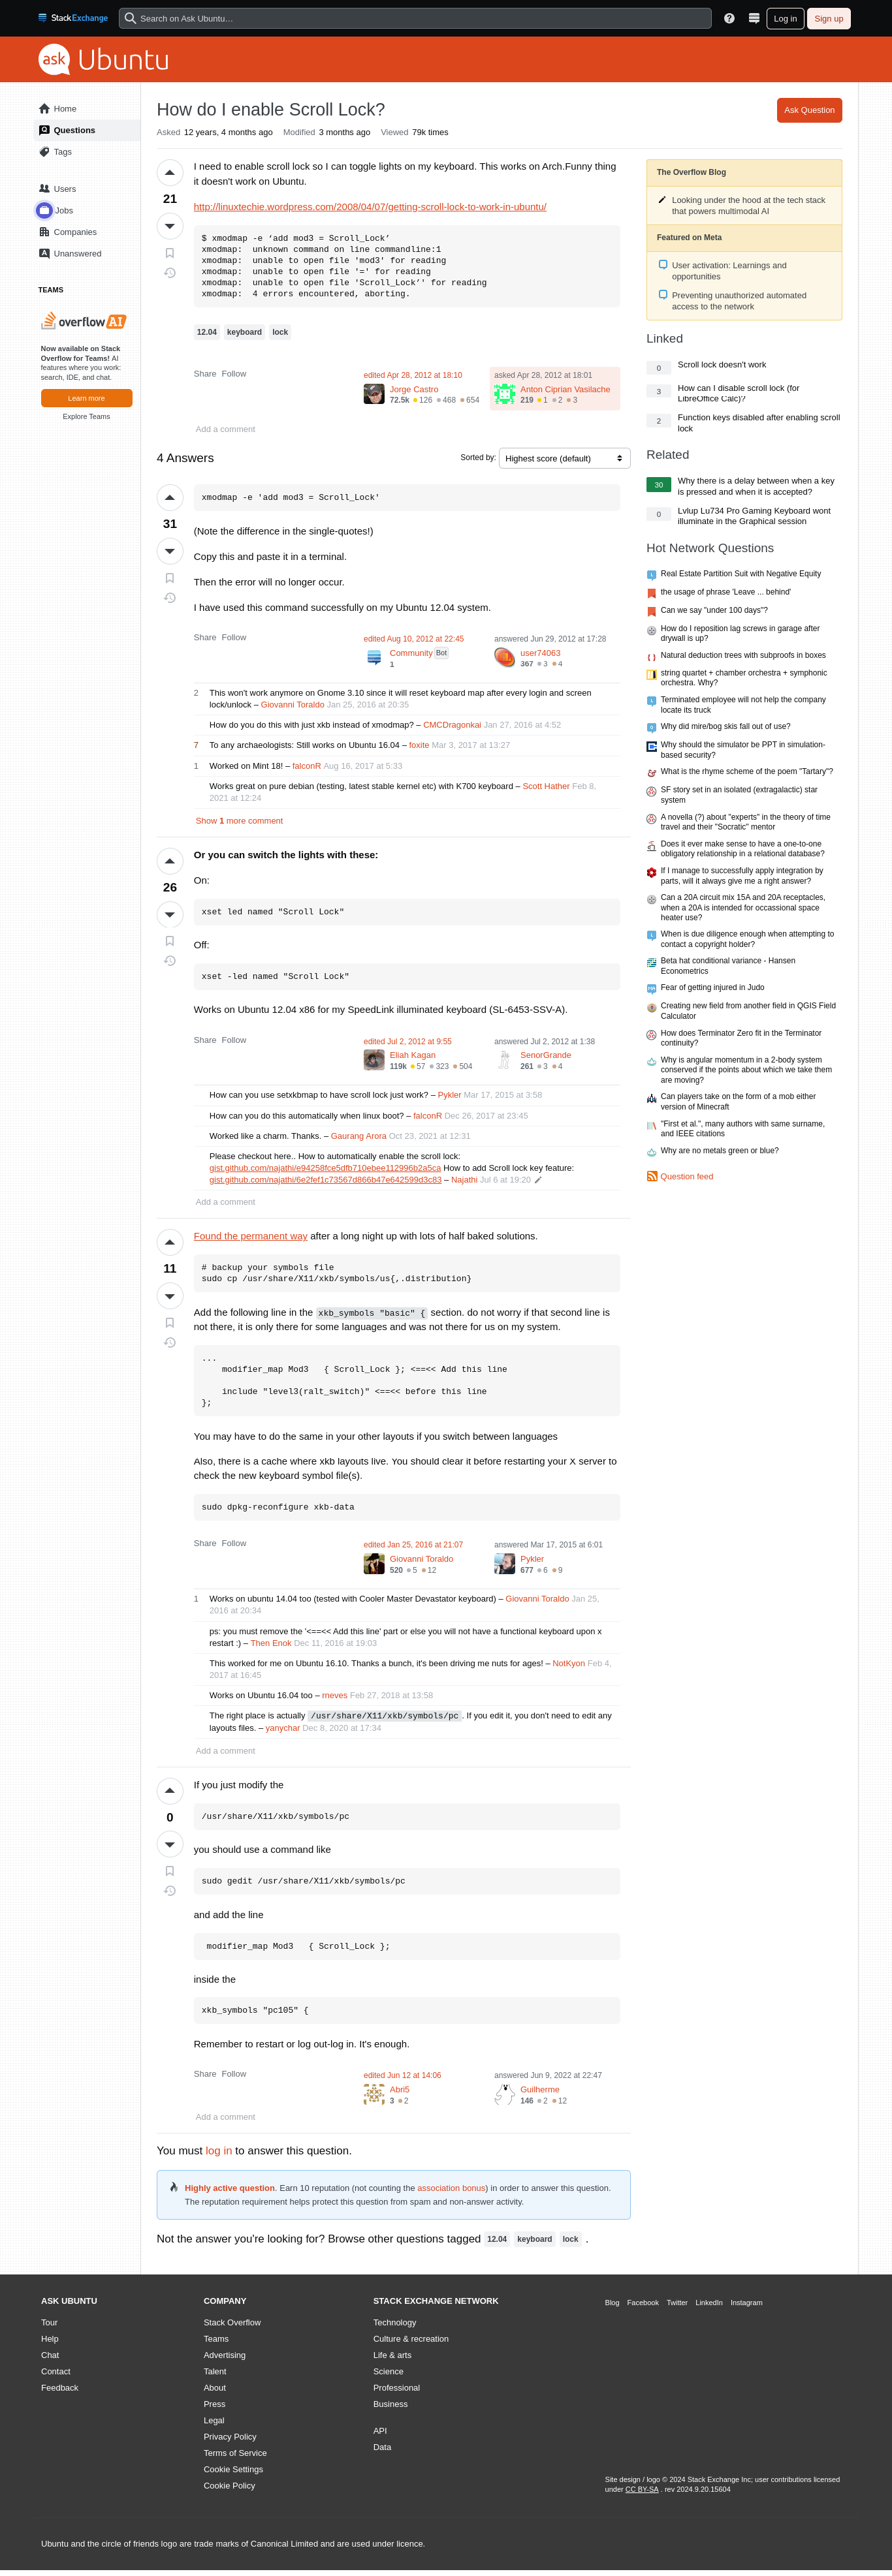 StackExchange
Search on Ask Ubuntu…
Log in
Sign up
ask Ubuntu
Home
Questions
Tags
Users
Jobs
Companies
Unanswered
TEAMS
overflowAI
Now available on Stack
Overflow for Teams! AI
features where you work:
search, IDE, and chat.
Learn more
Explore Teams
How do I enable Scroll Lock?
Ask Question
Asked 12 years, 4 months ago Modified 3 months ago Viewed 79k times
21
I need to enable scroll lock so I can toggle lights on my keyboard. This works on Arch.Funny thing
it doesn't work on Ubuntu.
http://linuxtechie.wordpress.com/2008/04/07/getting-scroll-lock-to-work-in-ubuntu/
$ xmodmap -e ‘add mod3 = Scroll_Lock’
xmodmap:  unknown command on line commandline:1
xmodmap:  unable to open file 'mod3' for reading
xmodmap:  unable to open file '=' for reading
xmodmap:  unable to open file 'Scroll_Lock’' for reading
xmodmap:  4 errors encountered, aborting.
12.04 keyboard lock
Share Follow
edited Apr 28, 2012 at 18:10
Jorge Castro
72.5k 126 468 654
asked Apr 28, 2012 at 18:01
Anton Ciprian Vasilache
219 1 2 3
Add a comment
4 Answers
Sorted by: Highest score (default)
31
xmodmap -e 'add mod3 = Scroll_Lock'
(Note the difference in the single-quotes!)
Copy this and paste it in a terminal.
Then the error will no longer occur.
I have used this command successfully on my Ubuntu 12.04 system.
Share Follow
edited Aug 10, 2012 at 22:45
Community Bot
1
answered Jun 29, 2012 at 17:28
user74063
367 3 4
2 This won't work anymore on Gnome 3.10 since it will reset keyboard map after every login and screen
lock/unlock – Giovanni Toraldo Jan 25, 2016 at 20:35
How do you do this with just xkb instead of xmodmap? – CMCDragonkai Jan 27, 2016 at 4:52
7 To any archaeologists: Still works on Ubuntu 16.04 – foxite Mar 3, 2017 at 13:27
1 Worked on Mint 18! – falconR Aug 16, 2017 at 5:33
Works great on pure debian (testing, latest stable kernel etc) with K700 keyboard – Scott Hather Feb 8,
2021 at 12:24
Show 1 more comment
26
Or you can switch the lights with these:
On:
xset led named "Scroll Lock"
Off:
xset -led named "Scroll Lock"
Works on Ubuntu 12.04 x86 for my SpeedLink illuminated keyboard (SL-6453-SSV-A).
Share Follow
edited Jul 2, 2012 at 9:55
Eliah Kagan
119k 57 323 504
answered Jul 2, 2012 at 1:38
SenorGrande
261 3 4
How can you use setxkbmap to have scroll lock just work? – Pykler Mar 17, 2015 at 3:58
How can you do this automatically when linux boot? – falconR Dec 26, 2017 at 23:45
Worked like a charm. Thanks. – Gaurang Arora Oct 23, 2021 at 12:31
Please checkout here.. How to automatically enable the scroll lock:
gist.github.com/najathi/e94258fce5dfb710ebee112996b2a5ca How to add Scroll lock key feature:
gist.github.com/najathi/6e2fef1c73567d866b47e642599d3c83 – Najathi Jul 6 at 19:20
Add a comment
11
Found the permanent way after a long night up with lots of half baked solutions.
# backup your symbols file
sudo cp /usr/share/X11/xkb/symbols/us{,.distribution}
Add the following line in the xkb_symbols "basic" { section. do not worry if that second line is
not there, it is only there for some languages and was not there for us on my system.
...
    modifier_map Mod3   { Scroll_Lock }; <==<< Add this line
    include "level3(ralt_switch)" <==<< before this line
};
You may have to do the same in your other layouts if you switch between languages
Also, there is a cache where xkb layouts live. You should clear it before restarting your X server to
check the new keyboard symbol file(s).
sudo dpkg-reconfigure xkb-data
Share Follow
edited Jan 25, 2016 at 21:07
Giovanni Toraldo
520 5 12
answered Mar 17, 2015 at 6:01
Pykler
677 6 9
1 Works on ubuntu 14.04 too (tested with Cooler Master Devastator keyboard) – Giovanni Toraldo Jan 25,
2016 at 20:34
ps: you must remove the '<==<< Add this line' part or else you will not have a functional keyboard upon x
restart :) – Then Enok Dec 11, 2016 at 19:03
This worked for me on Ubuntu 16.10. Thanks a bunch, it's been driving me nuts for ages! – NotKyon Feb 4,
2017 at 16:45
Works on Ubuntu 16.04 too – rneves Feb 27, 2018 at 13:58
The right place is actually /usr/share/X11/xkb/symbols/pc . If you edit it, you don't need to edit any
layouts files. – yanychar Dec 8, 2020 at 17:34
Add a comment
0
If you just modify the
/usr/share/X11/xkb/symbols/pc
you should use a command like
sudo gedit /usr/share/X11/xkb/symbols/pc
and add the line
modifier_map Mod3   { Scroll_Lock };
inside the
xkb_symbols "pc105" {
Remember to restart or log out-log in. It's enough.
Share Follow
edited Jun 12 at 14:06
Abri5
3 2
answered Jun 9, 2022 at 22:47
Guilherme
146 2 12
Add a comment
You must log in to answer this question.
Highly active question. Earn 10 reputation (not counting the association bonus) in order to answer this question.
The reputation requirement helps protect this question from spam and non-answer activity.
Not the answer you're looking for? Browse other questions tagged 12.04 keyboard lock .
The Overflow Blog
Looking under the hood at the tech stack
that powers multimodal AI
Featured on Meta
User activation: Learnings and
opportunities
Preventing unauthorized automated
access to the network
Linked
0 Scroll lock doesn't work
3 How can I disable scroll lock (for
LibreOffice Calc)?
2 Function keys disabled after enabling scroll
lock
Related
30 Why there is a delay between when a key
is pressed and when it is accepted?
0 Lvlup Lu734 Pro Gaming Keyboard wont
illuminate in the Graphical session
Hot Network Questions
Real Estate Partition Suit with Negative Equity
the usage of phrase 'Leave ... behind'
Can we say "under 100 days"?
How do I reposition lag screws in garage after
drywall is up?
Natural deduction trees with subproofs in boxes
string quartet + chamber orchestra + symphonic
orchestra. Why?
Terminated employee will not help the company
locate its truck
Why did mire/bog skis fall out of use?
Why should the simulator be PPT in simulation-
based security?
What is the rhyme scheme of the poem "Tartary"?
SF story set in an isolated (extragalactic) star
system
A novella (?) about "experts" in the theory of time
travel and their "Socratic" mentor
Does it ever make sense to have a one-to-one
obligatory relationship in a relational database?
If I manage to successfully apply integration by
parts, will it always give me a right answer?
Can a 20A circuit mix 15A and 20A receptacles,
when a 20A is intended for occassional space
heater use?
When is due diligence enough when attempting to
contact a copyright holder?
Beta hat conditional variance - Hansen
Econometrics
Fear of getting injured in Judo
Creating new field from another field in QGIS Field
Calculator
How does Terminator Zero fit in the Terminator
continuity?
Why is angular momentum in a 2-body system
conserved if the points about which we take them
are moving?
Can players take on the form of a mob either
version of Minecraft
"First et al.", many authors with same surname,
and IEEE citations
Why are no metals green or blue?
Question feed
ASK UBUNTU
Tour
Help
Chat
Contact
Feedback
COMPANY
Stack Overflow
Teams
Advertising
Talent
About
Press
Legal
Privacy Policy
Terms of Service
Cookie Settings
Cookie Policy
STACK EXCHANGE NETWORK
Technology
Culture & recreation
Life & arts
Science
Professional
Business
API
Data
Blog Facebook Twitter LinkedIn Instagram
Site design / logo © 2024 Stack Exchange Inc; user contributions licensed
under CC BY-SA . rev 2024.9.20.15604
Ubuntu and the circle of friends logo are trade marks of Canonical Limited and are used under licence.